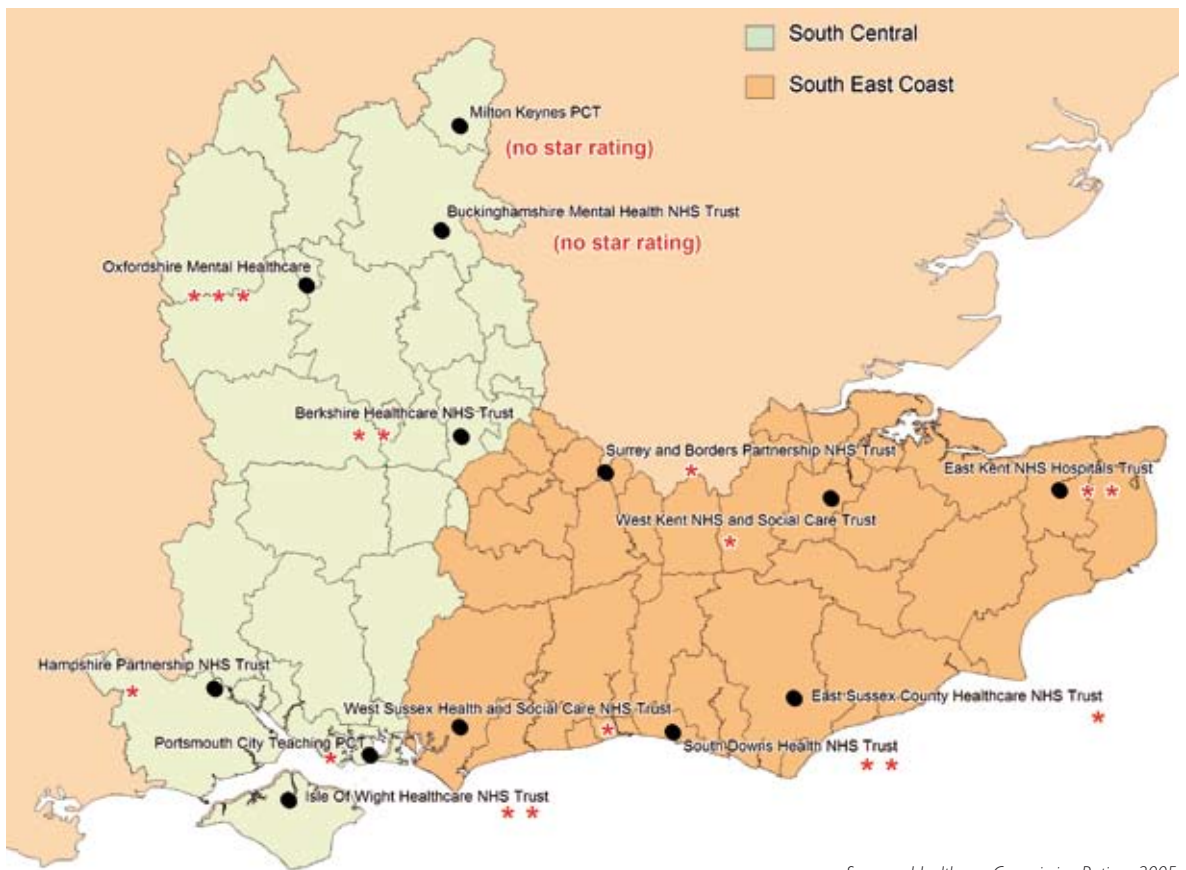 South Central
South East Coast
Milton Keynes PCT
(no star rating)
Buckinghamshire Mental Health NHS Trust
(no star rating)
Oxfordshire Mental Healthcare
* * *
Berkshire Healthcare NHS Trust
* *
Surrey and Borders Partnership NHS Trust
*
East Kent NHS Hospitals Trust
* *
West Kent NHS and Social Care Trust
*
Hampshire Partnership NHS Trust
*
West Sussex Health and Social Care NHS Trust
*
East Sussex County Healthcare NHS Trust
*
Portsmouth City Teaching PCT
*
South Downs Health NHS Trust
* *
Isle Of Wight Healthcare NHS Trust
* *